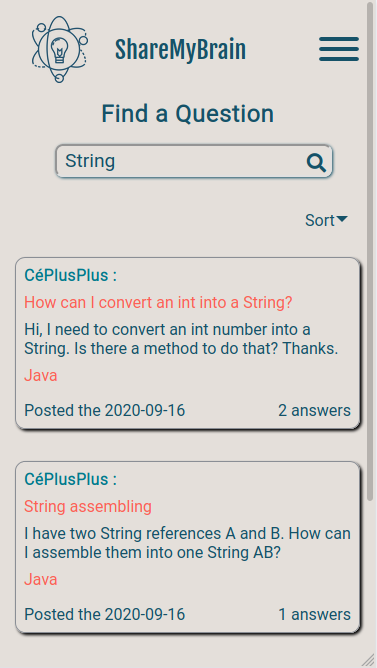 ShareMyBrain
Find a Question
String
Sort
CéPlusPlus :
How can I convert an int into a String?
Hi, I need to convert an int number into a
String. Is there a method to do that? Thanks.
Java
Posted the 2020-09-16 2 answers
CéPlusPlus :
String assembling
I have two String references A and B. How can
I assemble them into one String AB?
Java
Posted the 2020-09-16 1 answers